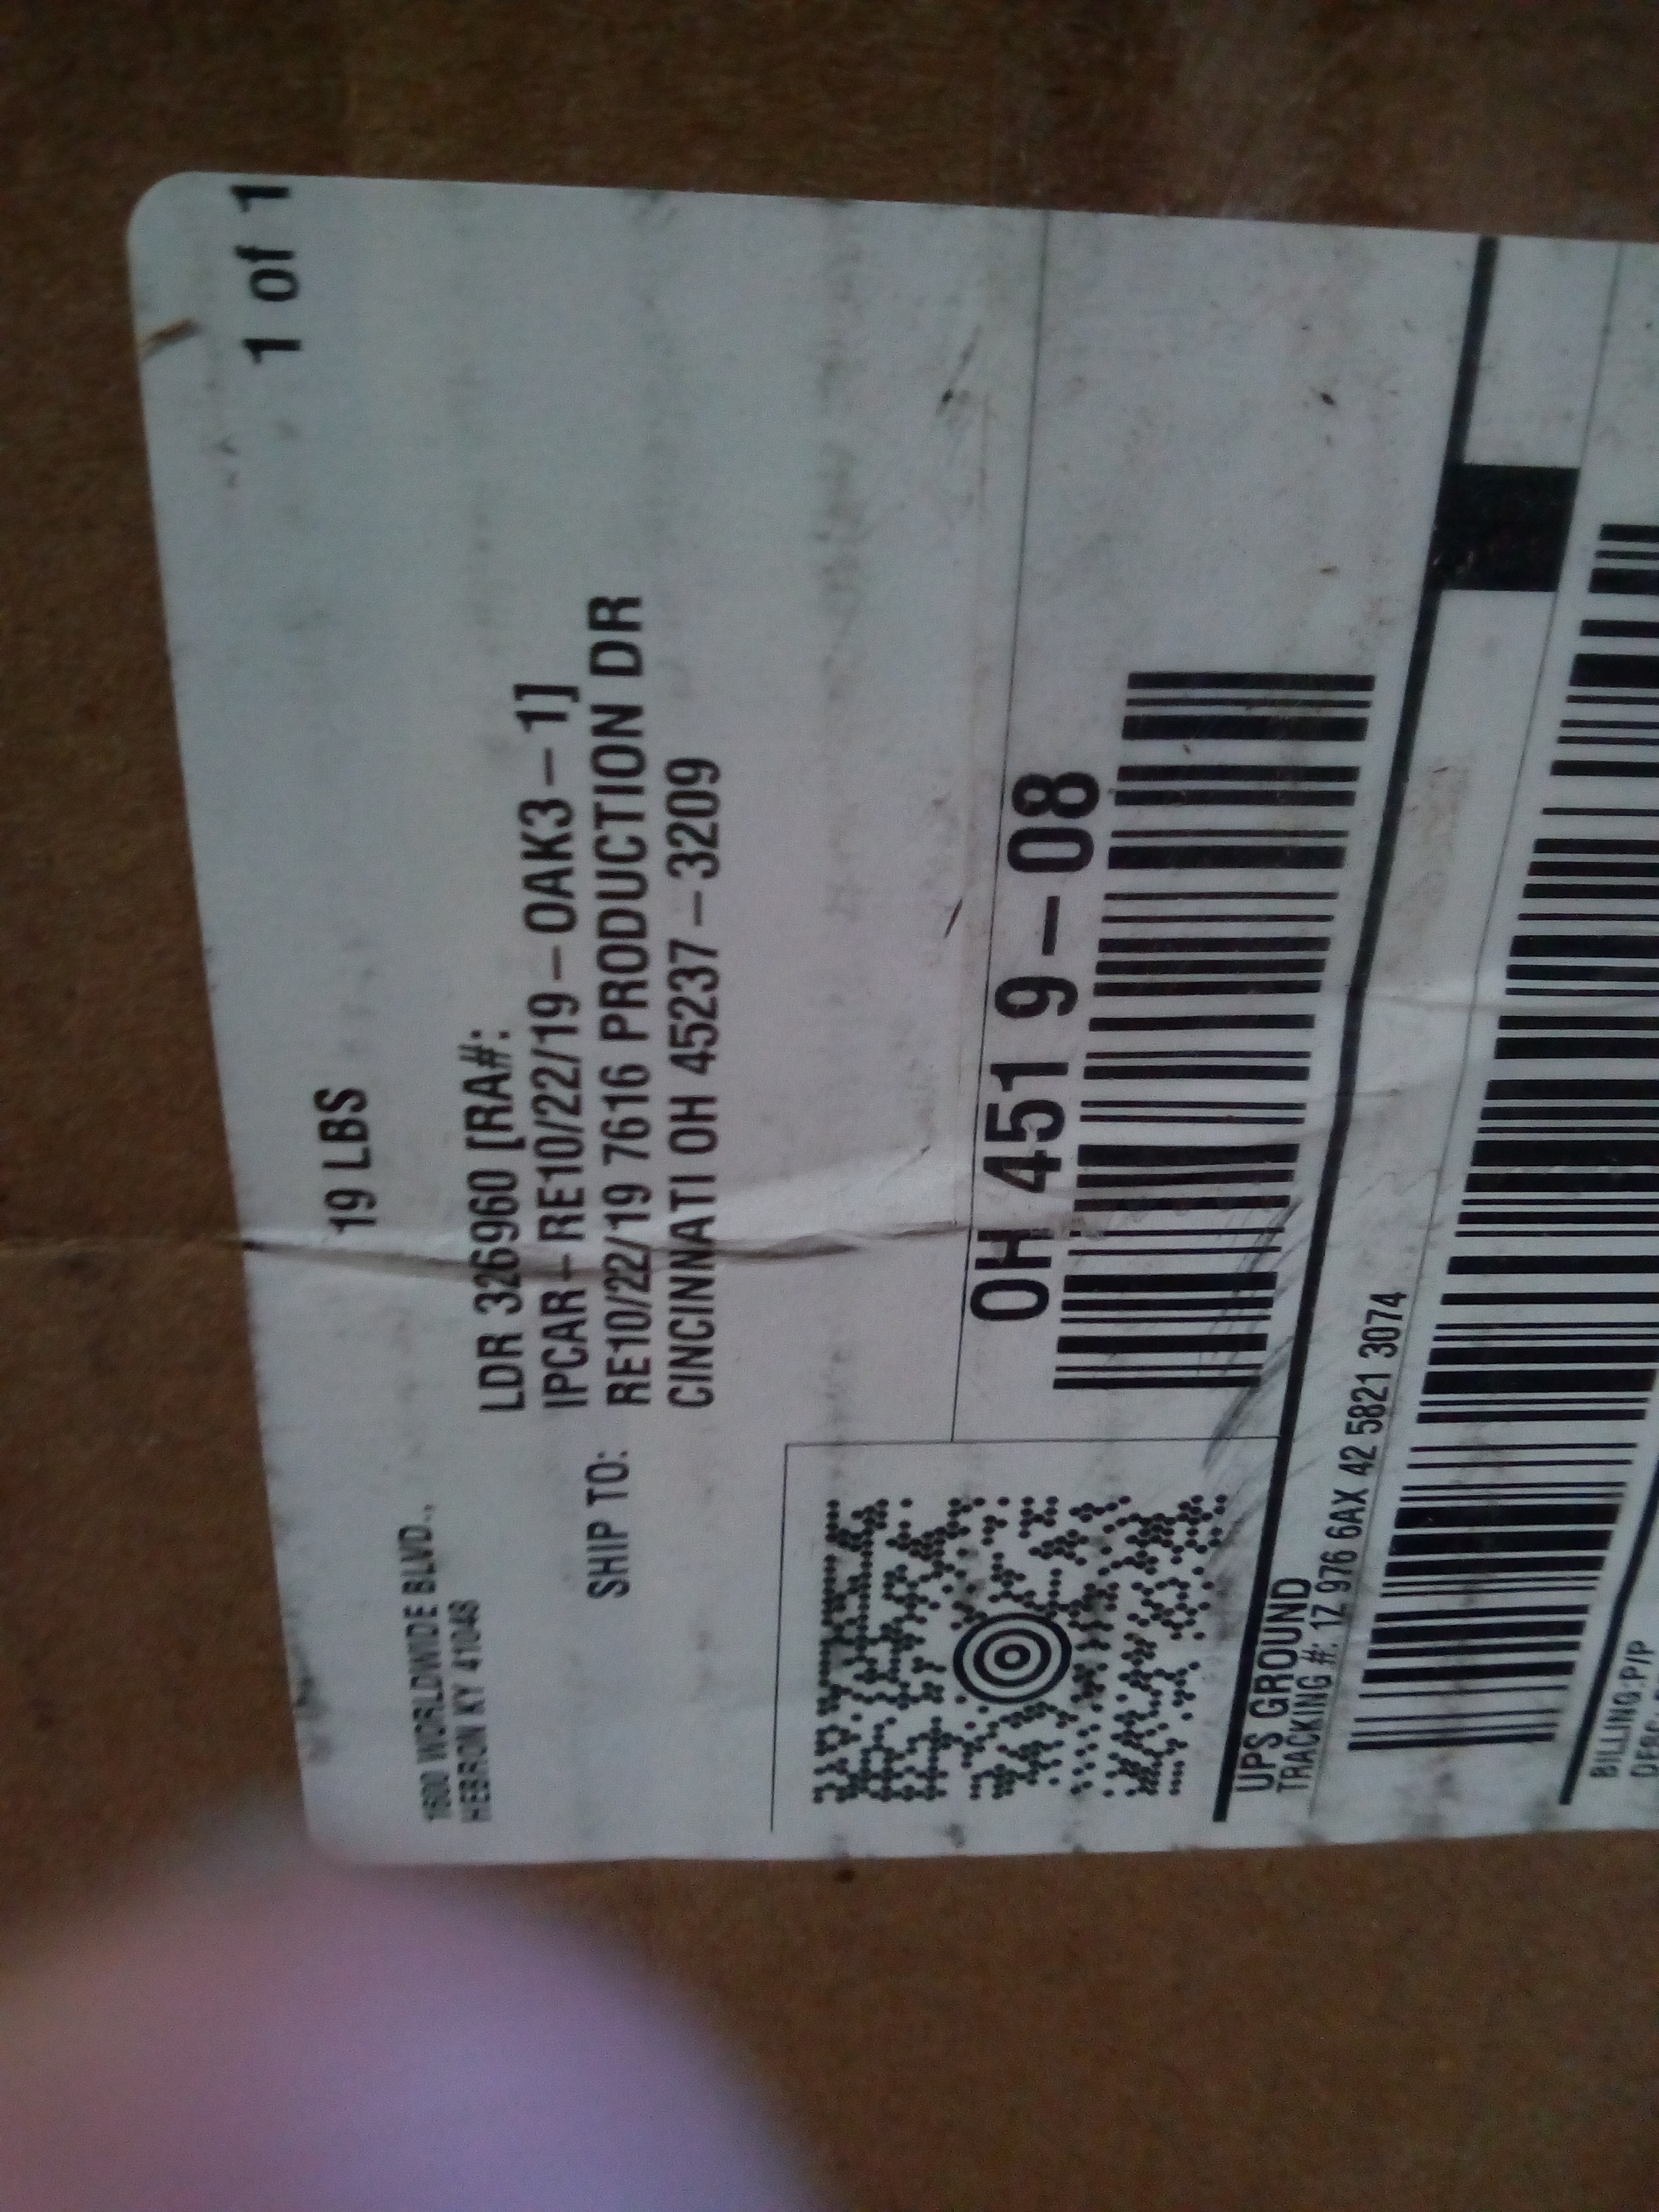 19 LBS
1 of 1
1600 WORLDWIDE BLVD.,
HEBRON KY 41048
SHIP TO:
LDR 326960 [RA#:
IPCAR-RE10/22/19-OAK3-1]
RE10/22/19 7616 PRODUCTION DR
CINCINNATI OH 45237-3209
OH 451 9-08
UPS GROUND
TRACKING #: 1Z 976 6AX 42 5821 3074
BILLING:P/P